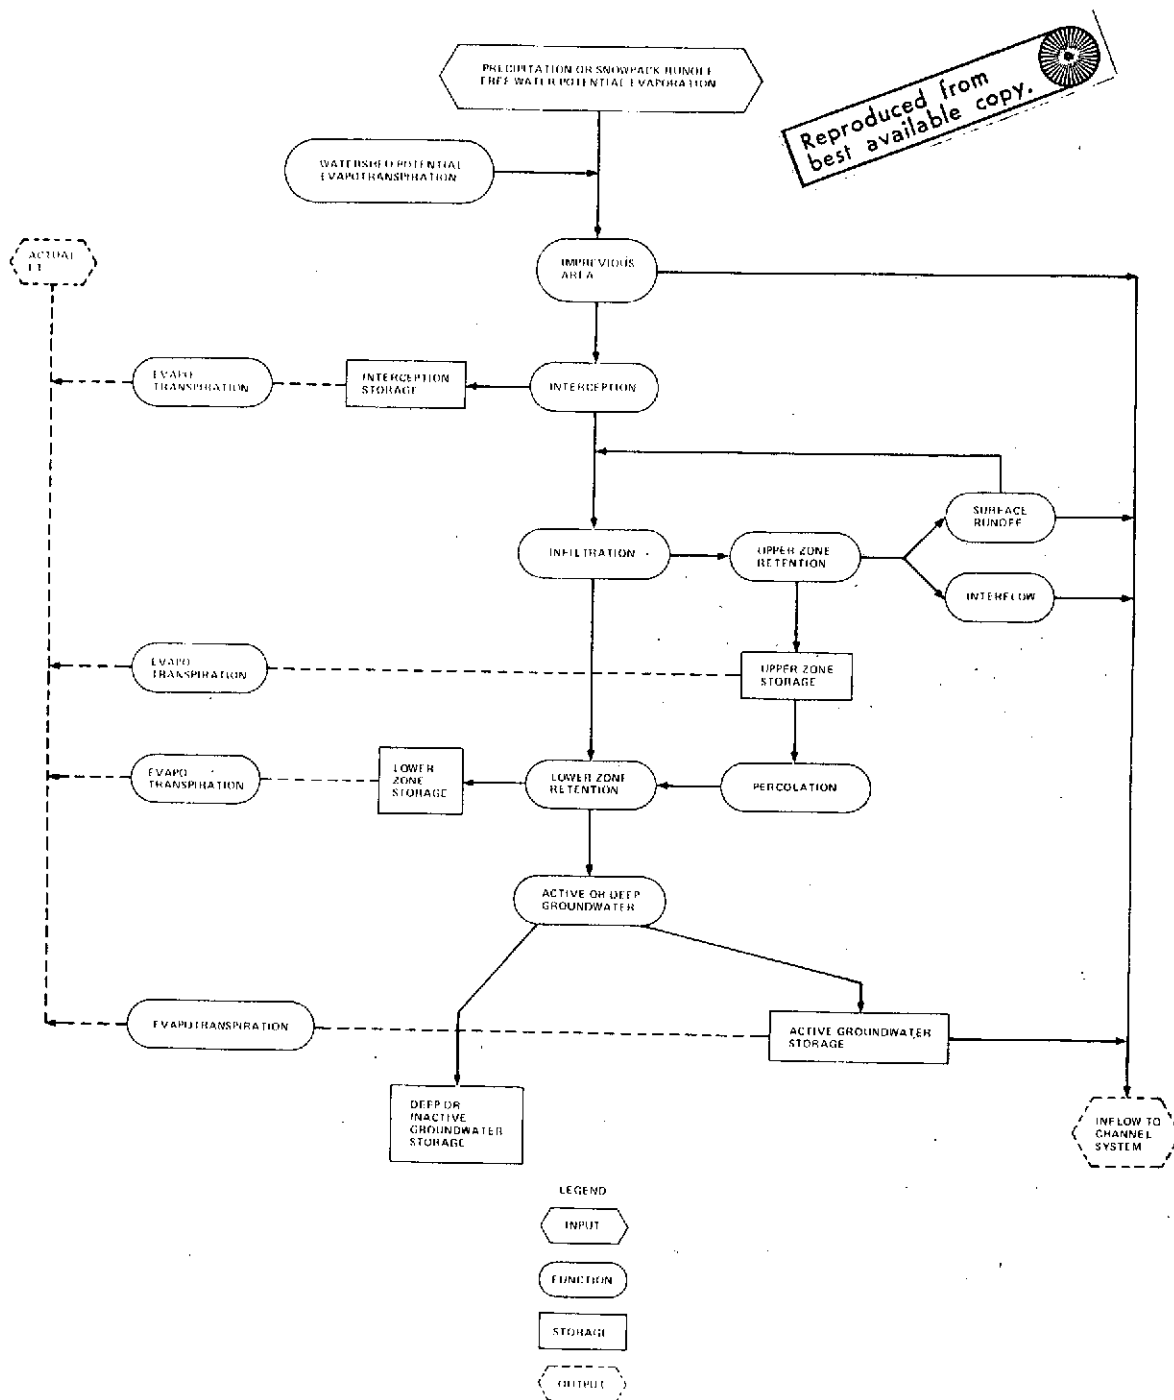 Reproduced from
best available copy.
PRECIPITATION OR SNOWPACK RUNOFF
FREE WATER POTENTIAL EVAPORATION
WATERSHED POTENTIAL
EVAPOTRANSPIRATION
ACTUAL
ET
IMPREVIOUS
AREA
EVAPO
TRANSPIRATION
INTERCEPTION
STORAGE
INTERCEPTION
SURFACE
RUNOFF
INFILTRATION
UPPER ZONE
RETENTION
INTERFLOW
EVAPO
TRANSPIRATION
UPPER ZONE
STORAGE
EVAPO
TRANSPIRATION
LOWER
ZONE
STORAGE
LOWER ZONE
RETENTION
PERCOLATION
ACTIVE OR DEEP
GROUNDWATER
EVAPOTRANSPIRATION
ACTIVE GROUNDWATER
STORAGE
DEEP OR
INACTIVE
GROUNDWATER
STORAGE
INFLOW TO
CHANNEL
SYSTEM
LEGEND
INPUT
FUNCTION
STORAGE
OUTPUT